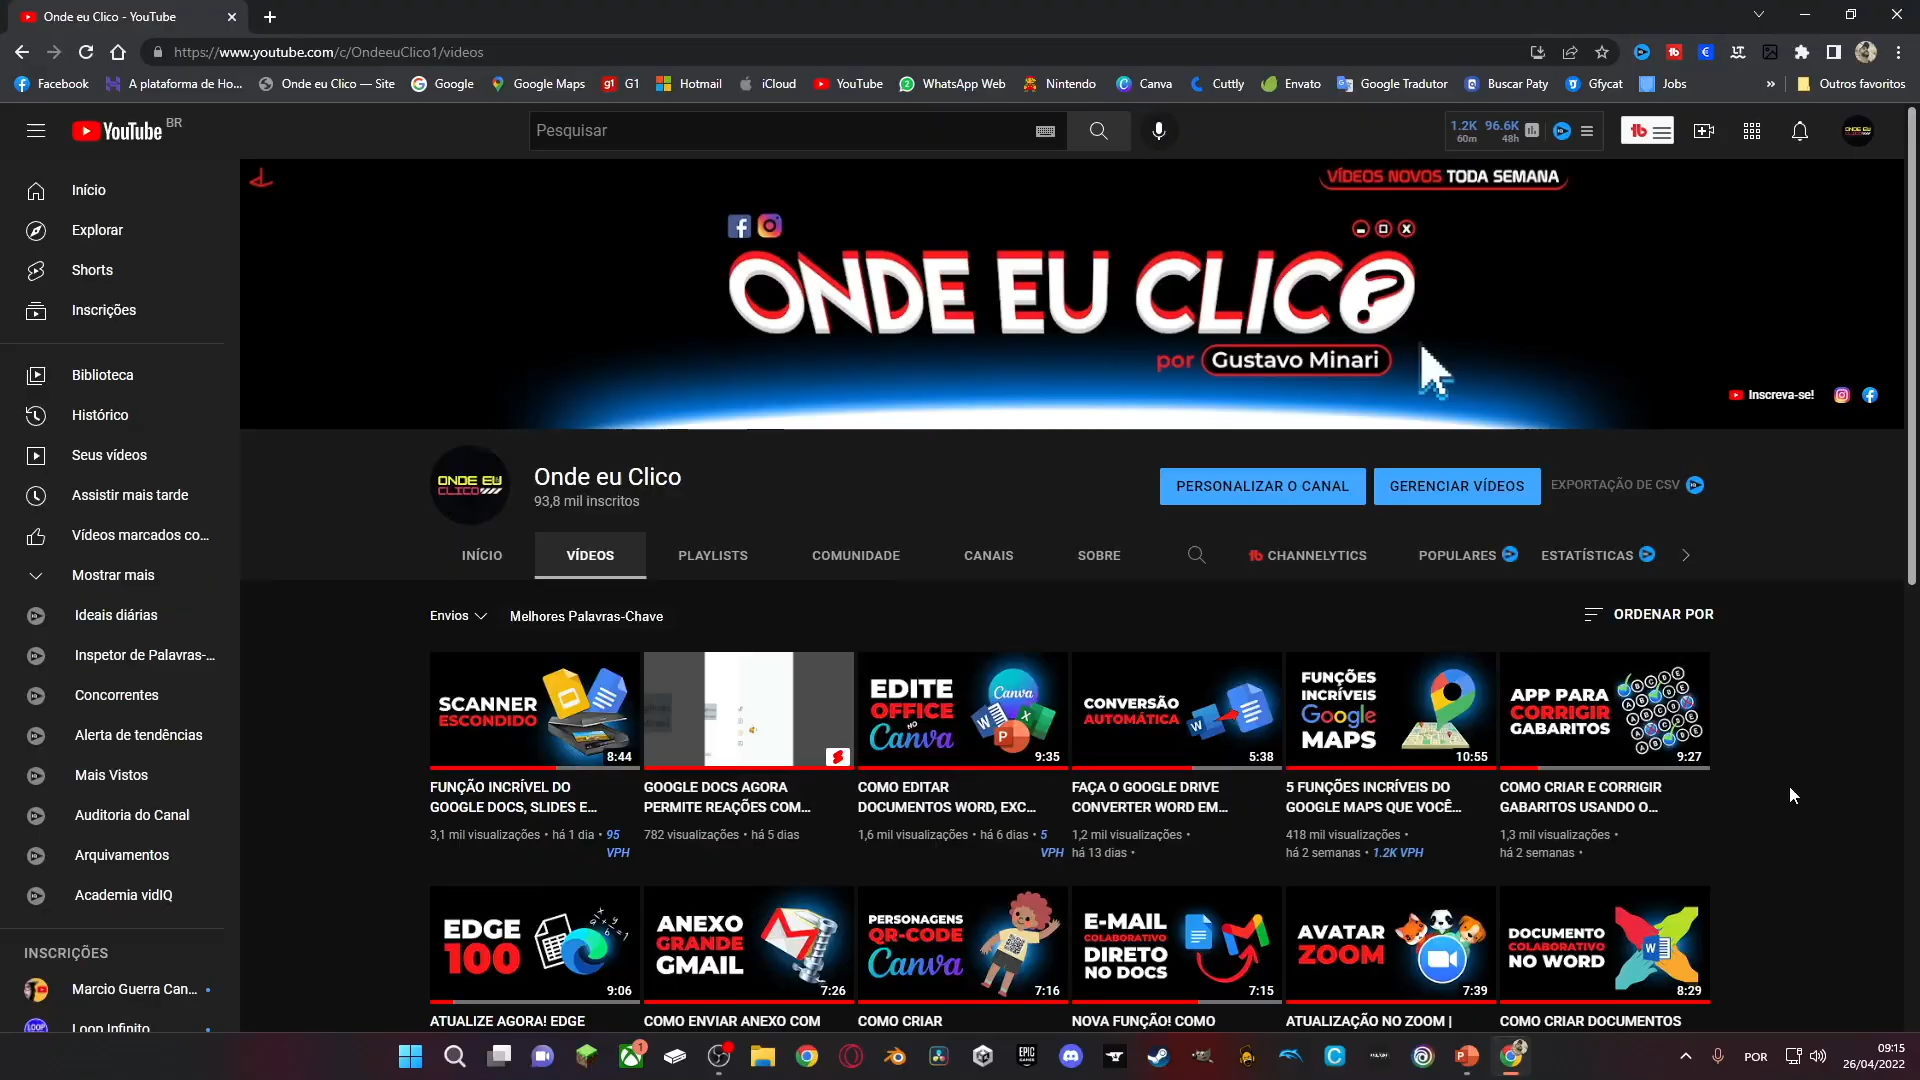 Onde eu Clico - YouTube
https://www.youtube.com/c/OndeeuClico1/videos
Facebook
A plataforma de Ho...
Onde eu Clico — Site
Google
Google Maps
g1 G1
Hotmail
iCloud
YouTube
WhatsApp Web
Nintendo
Canva
Cuttly
Envato
Google Tradutor
Buscar Paty
Gfycat
Jobs
»
Outros favoritos
YouTube BR
Pesquisar
1.2K 96.6K
60m 48h
Início
Explorar
Shorts
Inscrições
Biblioteca
Histórico
Seus vídeos
Assistir mais tarde
Vídeos marcados co...
Mostrar mais
Ideais diárias
Inspetor de Palavras-...
Concorrentes
Alerta de tendências
Mais Vistos
Auditoria do Canal
Arquivamentos
Academia vidIQ
INSCRIÇÕES
Marcio Guerra Can...
LOOP
Loop Infinito
VÍDEOS NOVOS TODA SEMANA
ONDE EU CLICO?
por Gustavo Minari
Inscreva-se!
ONDE EU
CLICO
Onde eu Clico
93,8 mil inscritos
PERSONALIZAR O CANAL
GERENCIAR VÍDEOS
EXPORTAÇÃO DE CSV
INÍCIO
VÍDEOS
PLAYLISTS
COMUNIDADE
CANAIS
SOBRE
CHANNELYTICS
POPULARES
ESTATÍSTICAS
Envios
Melhores Palavras-Chave
ORDENAR POR
SCANNER
ESCONDIDO
8:44
FUNÇÃO INCRÍVEL DO
GOOGLE DOCS, SLIDES E...
3,1 mil visualizações • há 1 dia • 95
VPH
GOOGLE DOCS AGORA
PERMITE REAÇÕES COM...
782 visualizações • há 5 dias
EDITE
OFFICE
NO
Canva
Canva
9:35
COMO EDITAR
DOCUMENTOS WORD, EXC...
1,6 mil visualizações • há 6 dias • 5
VPH
CONVERSÃO
AUTOMÁTICA
5:38
FAÇA O GOOGLE DRIVE
CONVERTER WORD EM...
1,2 mil visualizações •
há 13 dias •
FUNÇÕES
INCRÍVEIS
Google
MAPS
10:55
5 FUNÇÕES INCRÍVEIS DO
GOOGLE MAPS QUE VOCÊ...
418 mil visualizações •
há 2 semanas • 1.2K VPH
APP PARA
CORRIGIR
GABARITOS
9:27
COMO CRIAR E CORRIGIR
GABARITOS USANDO O...
1,3 mil visualizações •
há 2 semanas •
EDGE
100
9:06
ATUALIZE AGORA! EDGE
ANEXO
GRANDE
GMAIL
7:26
COMO ENVIAR ANEXO COM
PERSONAGENS
QR-CODE
Canva
7:16
COMO CRIAR
E-MAIL
COLABORATIVO
DIRETO
NO DOCS
7:15
NOVA FUNÇÃO! COMO
AVATAR
ZOOM
7:39
ATUALIZAÇÃO NO ZOOM |
DOCUMENTO
COLABORATIVO
NO WORD
8:29
COMO CRIAR DOCUMENTOS
1
EPIC
GAMES
POR
09:15
26/04/2022